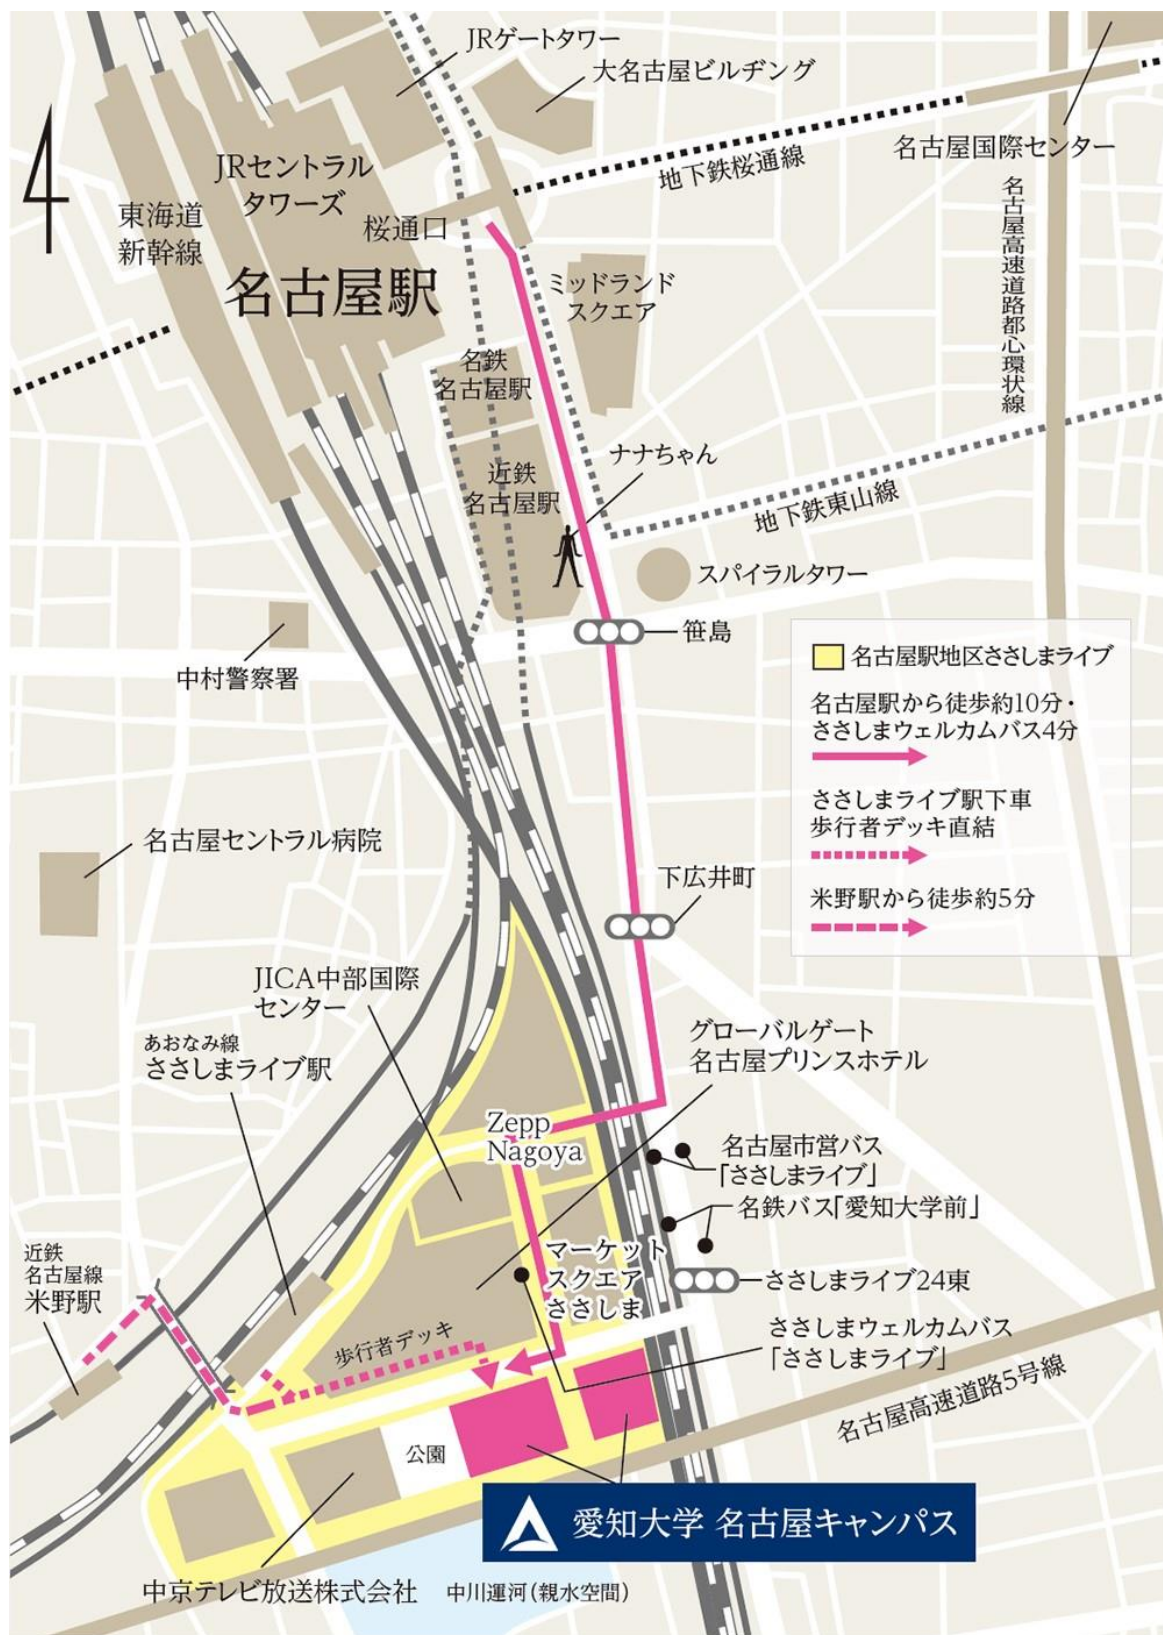 JRゲートタワー
大名古屋ビルヂング
名古屋国際センター
地下鉄桜通線
JRセントラル
タワーズ
東海道
新幹線
桜通口
名古屋駅
名古屋高速道路都心環状線
ミッドランド
スクエア
名鉄
名古屋駅
近鉄
名古屋駅
ナナちゃん
地下鉄東山線
スパイラルタワー
笹島
中村警察署
名古屋駅地区ささしまライブ
名古屋駅から徒歩約10分・
ささしまウェルカムバス4分
ささしまライブ駅下車
歩行者デッキ直結
米野駅から徒歩約5分
名古屋セントラル病院
下広井町
JICA中部国際
センター
あおなみ線
ささしまライブ駅
グローバルゲート
名古屋プリンスホテル
Zepp
Nagoya
名古屋市営バス
「ささしまライブ」
名鉄バス「愛知大学前」
近鉄
名古屋線
米野駅
マーケット
スクエア
ささしま
ささしまライブ24東
ささしまウェルカムバス
「ささしまライブ」
歩行者デッキ
名古屋高速道路5号線
公園
愛知大学 名古屋キャンパス
中京テレビ放送株式会社
中川運河(親水空間)